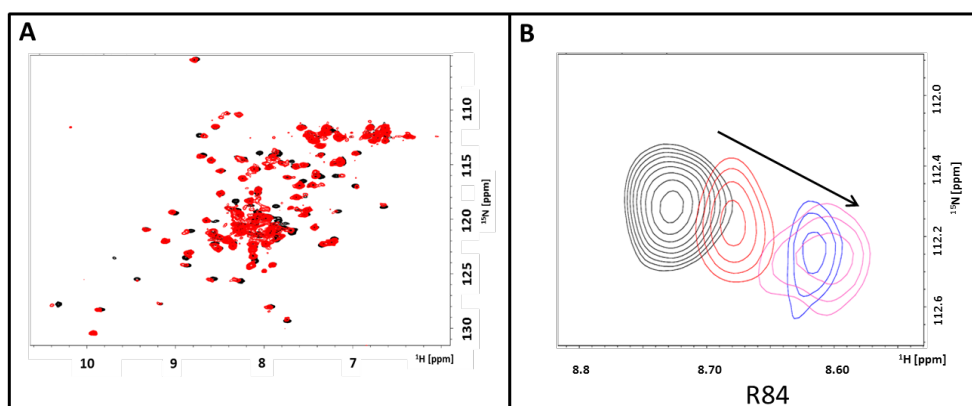 A
110
115
120
125
130
¹⁵N [ppm]
10
9
8
7
¹H [ppm]
B
112.0
112.4
112.2
112.6
¹⁵N [ppm]
8.8
8.70
8.60
¹H [ppm]
R84